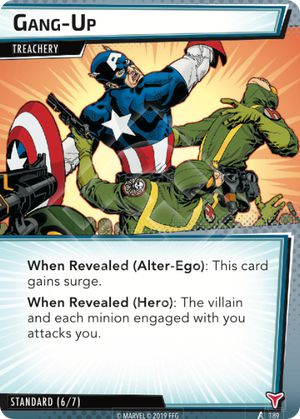 GANG-UP
TREACHERY
When Revealed (Alter-Ego): This card
gains surge.
When Revealed (Hero): The villain
and each minion engaged with you
attacks you.
STANDARD (6/7)
© MARVEL © 2019 FFG
189